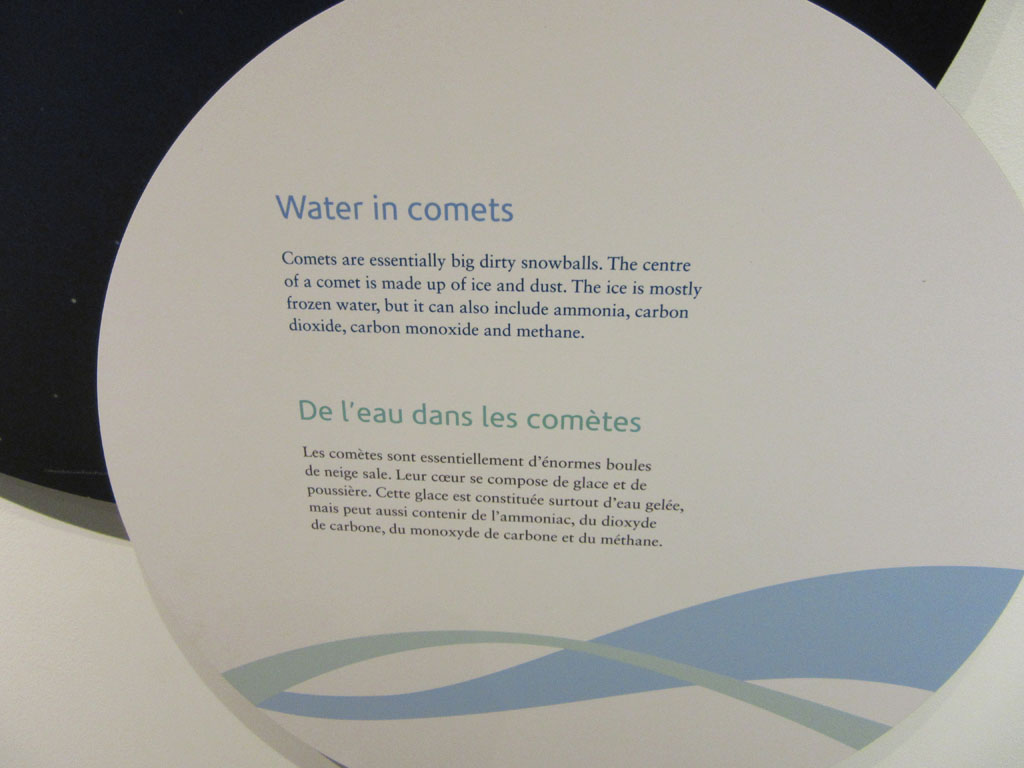 Water in comets
Comets are essentially big dirty snowballs. The centre
of a comet is made up of ice and dust. The ice is mostly
frozen water, but it can also include ammonia, carbon
dioxide, carbon monoxide and methane.
De l'eau dans les comètes
Les comètes sont essentiellement d'énormes boules
de neige sale. Leur cœur se compose de glace et de
poussière. Cette glace est constituée surtout d'eau gelée,
mais peut aussi contenir de l'ammoniac, du dioxyde
de carbone, du monoxyde de carbone et du méthane.